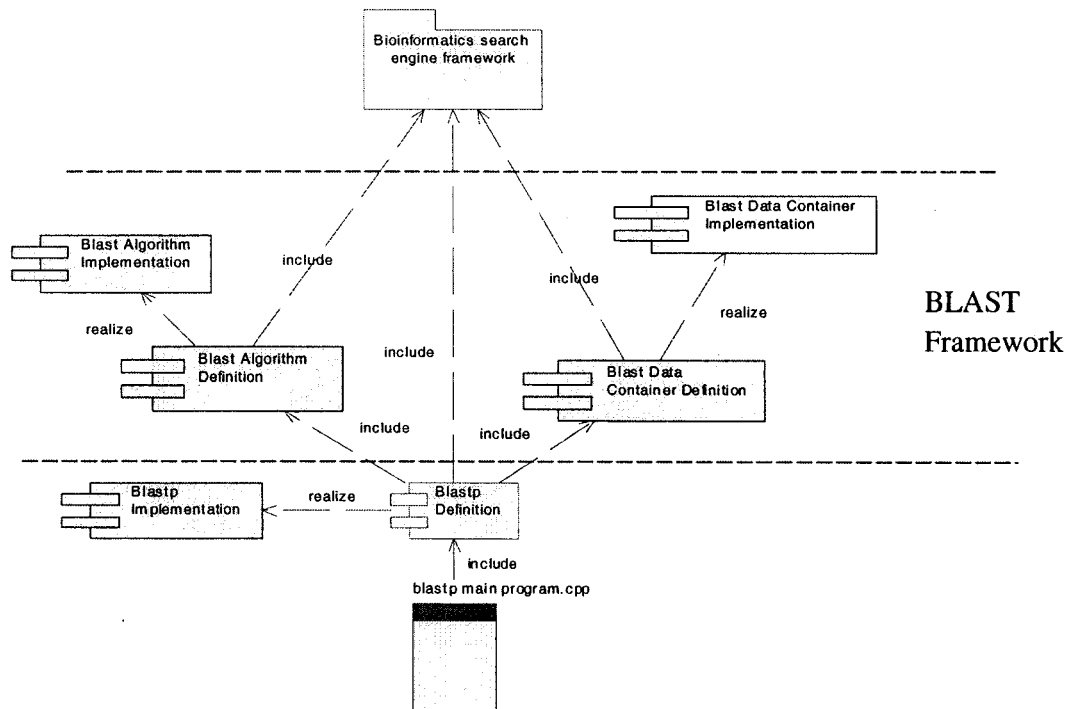 Bioinformatics search
engine framework
Blast Data Container
Implementation
Blast Algorithm
Implementation
include
include
realize
realize
BLAST
Framework
include
Blast Algorithm
Definition
Blast Data
Container Definition
include
include
Blastp
Implementation
realize
Blastp
Definition
include
blastp main program.cpp